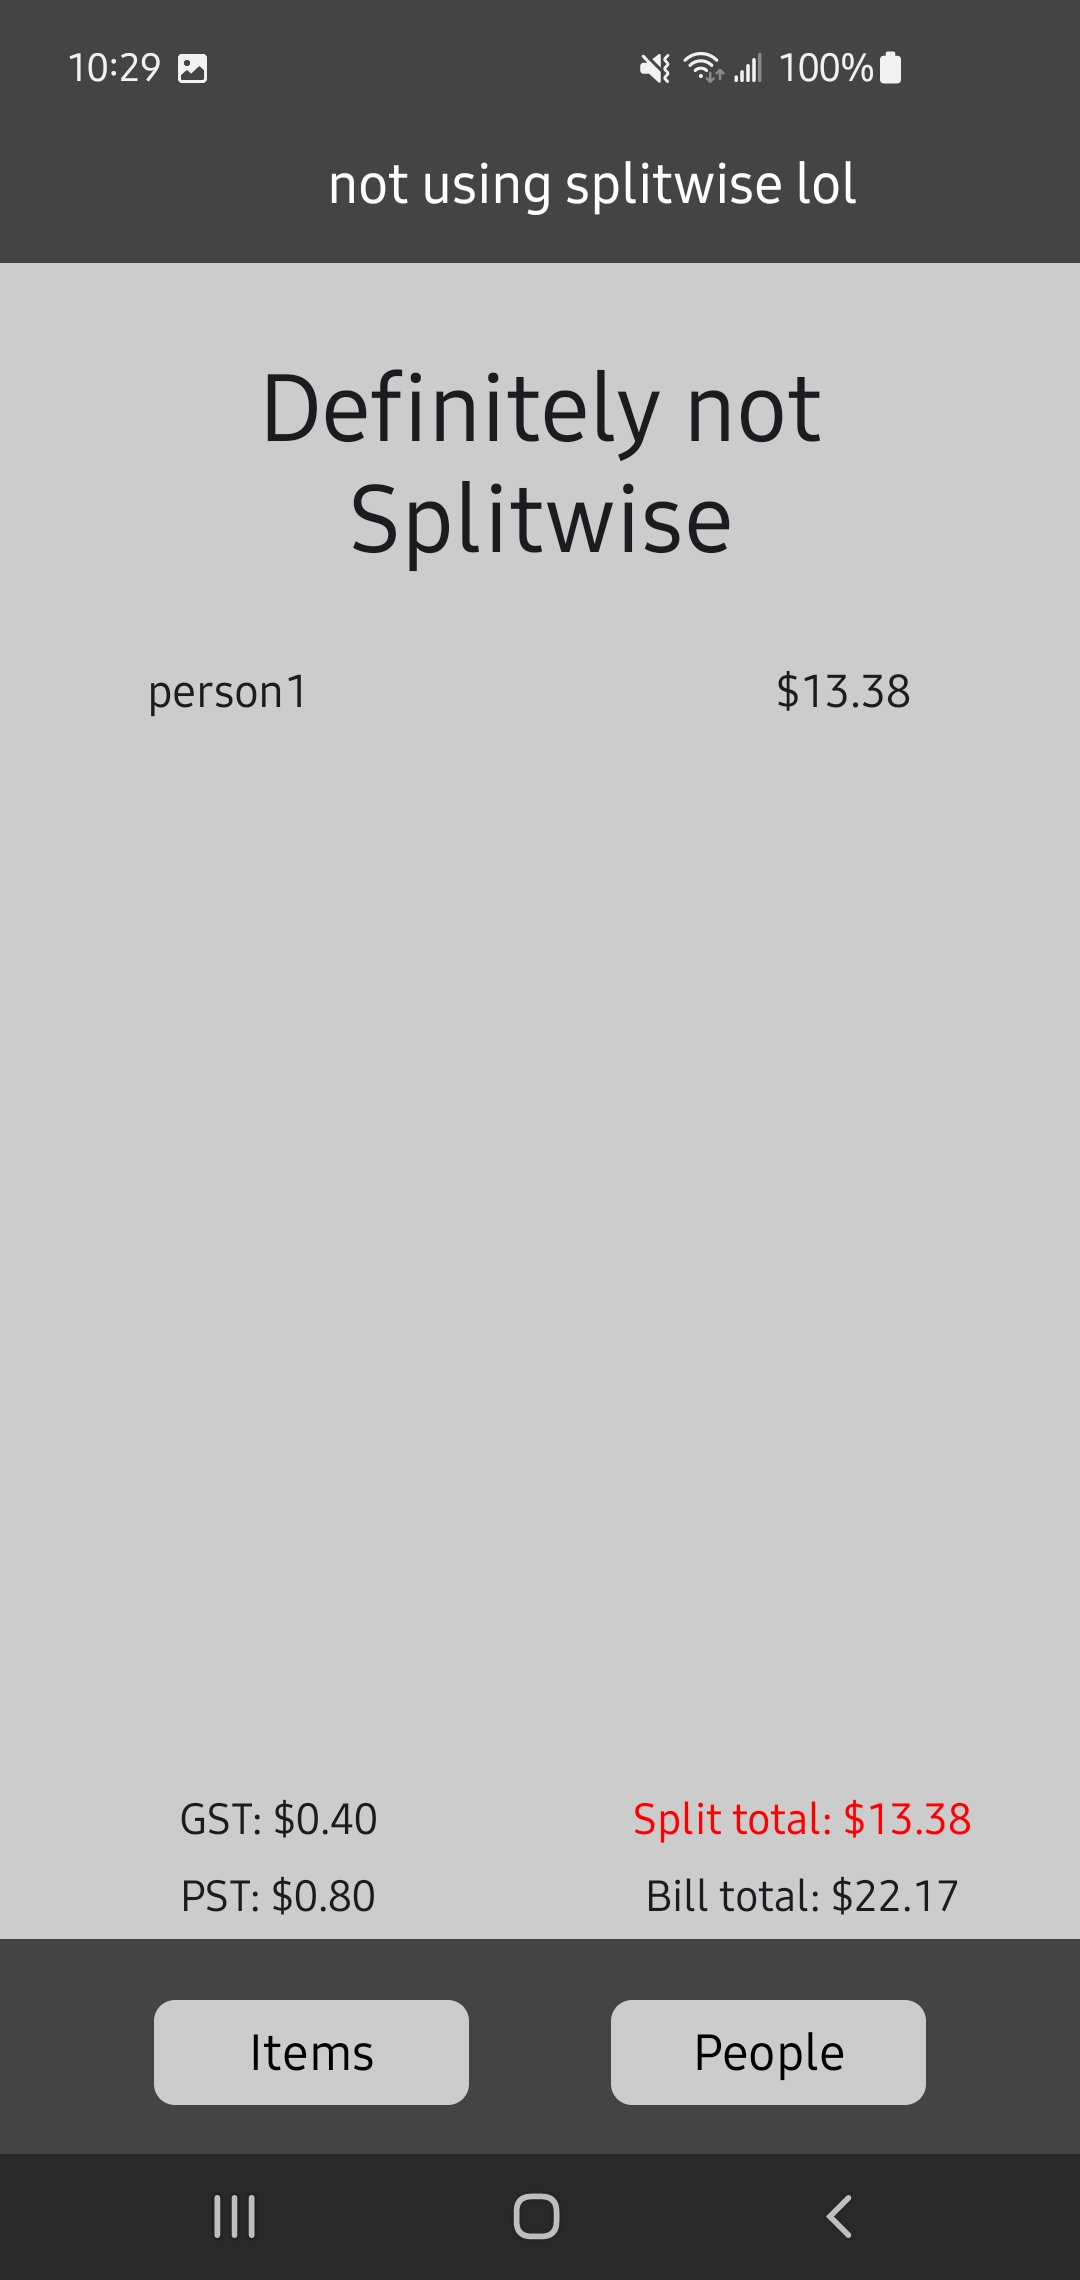 10:29
100%
not using splitwise lol
Definitely not
Splitwise
person1 $13.38
GST: $0.40 Split total: $13.38
PST: $0.80 Bill total: $22.17
Items People